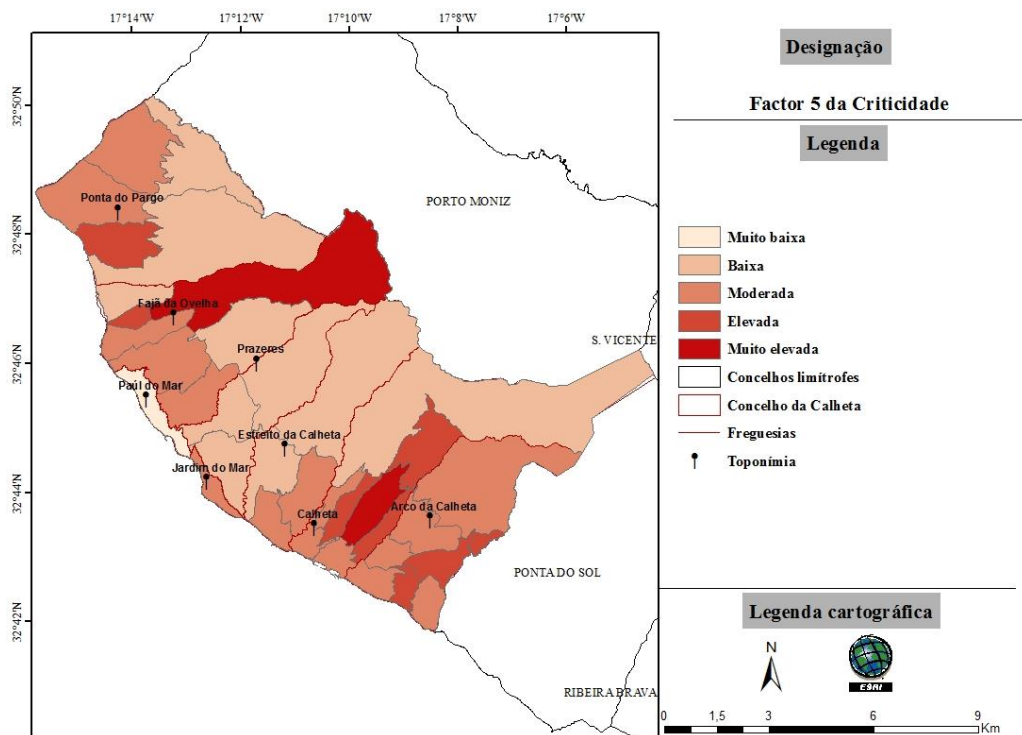 17°14'W
17°12'W
17°10'W
17°8'W
17°6'W
32°50'N
32°48'N
32°46'N
32°44'N
32°42'N
PORTO MONIZ
Ponta do Pargo
Fajã da Ovelha
Prazeres
S. VICENTE
Paúl do Mar
Estreito da Calheta
Jardim do Mar
Arco da Calheta
Calheta
PONTA DO SOL
RIBEIRA BRAVA
Designação
Factor 5 da Criticidade
Legenda
Muito baixa
Baixa
Moderada
Elevada
Muito elevada
Concelhos limítrofes
Concelho da Calheta
Freguesias
Toponímia
Legenda cartográfica
N
ESRI
0 1,5 3 6 9
Km